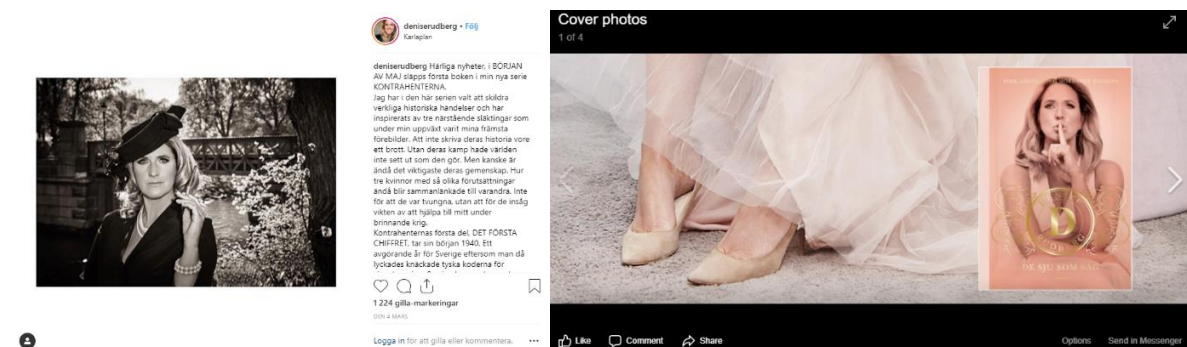 deniserudberg • Följ
Karlaplan
deniserudberg Härliga nyheter, i BÖRJAN
AV MAJ släpps första boken i min nya serie
KONTRAHENTERNA.
Jag har i den här serien valt att skildra
verkliga historiska händelser och har
inspirerats av tre närstående släktingar som
under min uppväxt varit mina främsta
förebilder. Att inte skriva deras historia vore
ett brott. Utan deras kamp hade världen
inte sett ut som den gör. Men kanske är
ändå det viktigaste deras gemenskap. Hur
tre kvinnor med så olika förutsättningar
ändå blir sammanlänkade till varandra. Inte
för att de var tvungna, utan att för de insåg
vikten av att hjälpa till mitt under
brinnande krig.
Kontrahenternas första del, DET FÖRSTA
CHIFFRET, tar sin början 1940. Ett
avgörande år för Sverige eftersom man då
lyckades knäckade tyska koderna för
1 224 gilla-markeringar
DEN 4 MARS
Logga in för att gilla eller kommentera.
Cover photos
1 of 4
D
DE SJU SOM SÅG
Like Comment Share
Options Send in Messenger